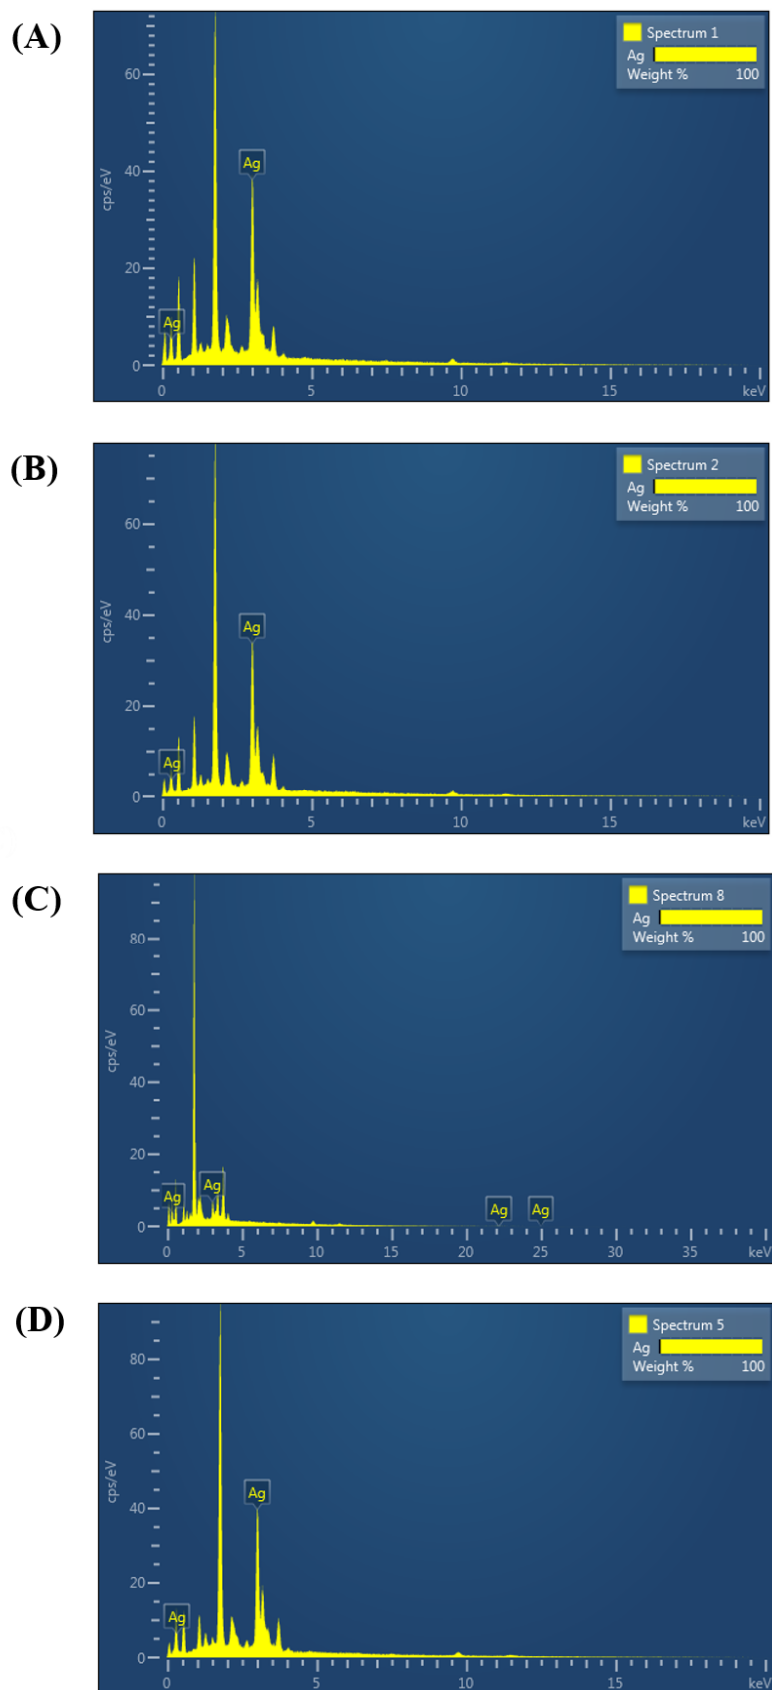 (A)
Spectrum 1
Ag
Weight % 100
60
Ag
40
cps/eV
20
Ag
0
0 5 10 15 keV
(B)
Spectrum 2
Ag
Weight % 100
60
Ag
40
cps/eV
20
Ag
0
0 5 10 15 keV
(C)
Spectrum 8
Ag
Weight % 100
80
60
cps/eV
40
20
Ag Ag Ag Ag
0
0 5 10 15 20 25 30 35 keV
(D)
Spectrum 5
Ag
Weight % 100
80
60
cps/eV
Ag
40
20
Ag
0
0 5 10 15 keV